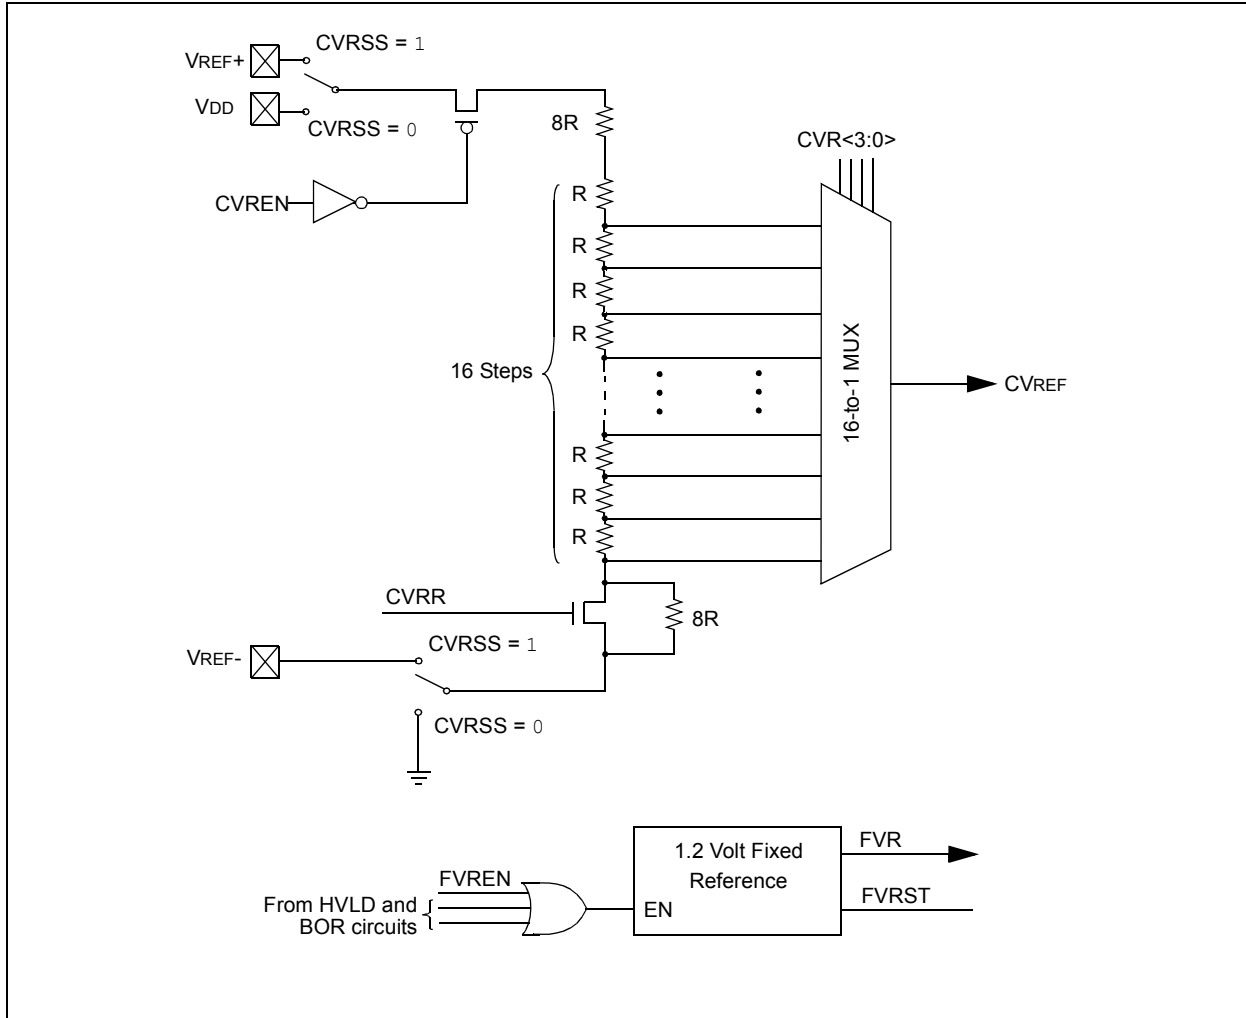 CVRSS = 1
VREF+
VDD
CVRSS = 0
8R
CVR<3:0>
CVREN
R
R
R
R
16 Steps
16-to-1 MUX
CVREF
R
R
R
CVRR
8R
CVRSS = 1
VREF-
CVRSS = 0
1.2 Volt Fixed
Reference
FVR
FVREN
From HVLD and
BOR circuits
EN
FVRST